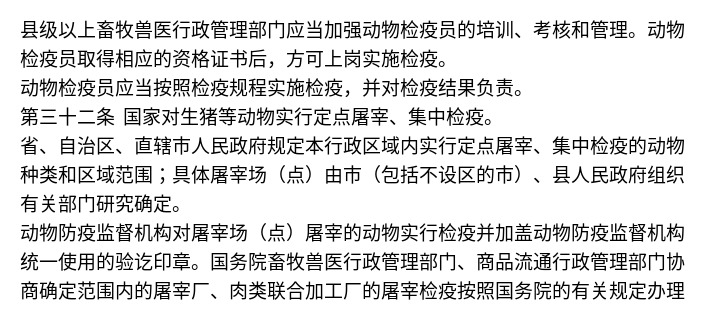 县级以上畜牧兽医行政管理部门应当加强动物检疫员的培训、考核和管理。动物
检疫员取得相应的资格证书后，方可上岗实施检疫。
动物检疫员应当按照检疫规程实施检疫，并对检疫结果负责。
第三十二条 国家对生猪等动物实行定点屠宰、集中检疫。
省、自治区、直辖市人民政府规定本行政区域内实行定点屠宰、集中检疫的动物
种类和区域范围；具体屠宰场（点）由市（包括不设区的市）、县人民政府组织
有关部门研究确定。
动物防疫监督机构对屠宰场（点）屠宰的动物实行检疫并加盖动物防疫监督机构
统一使用的验讫印章。国务院畜牧兽医行政管理部门、商品流通行政管理部门协
商确定范围内的屠宰厂、肉类联合加工厂的屠宰检疫按照国务院的有关规定办理